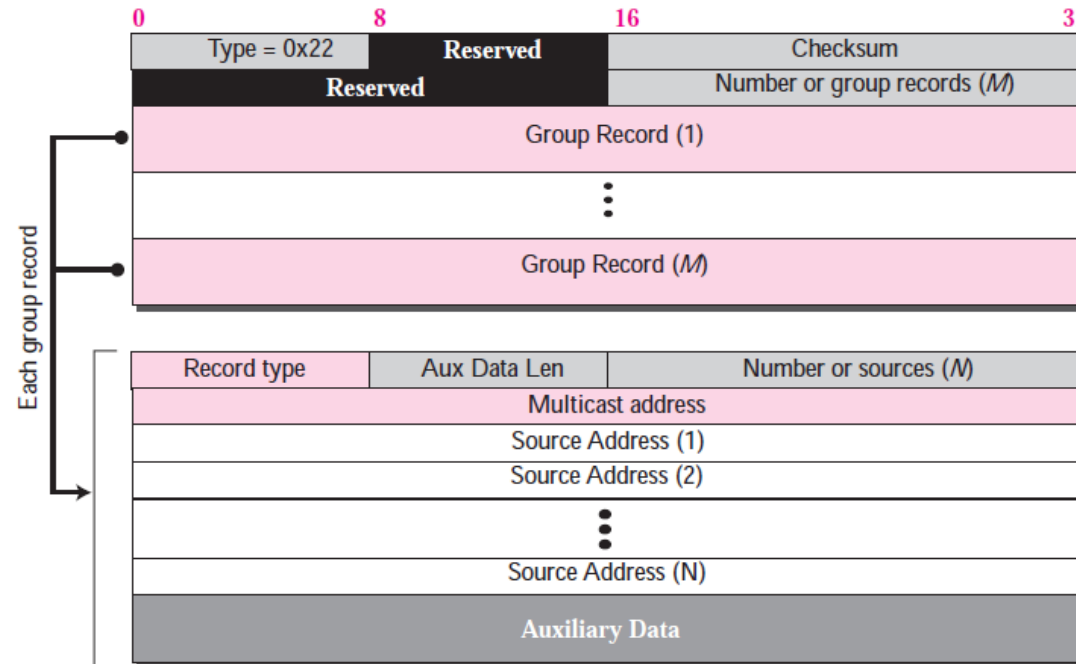 0 8 16 3
Type = 0x22 Reserved Checksum
Reserved Number or group records (M)
Group Record (1)
Group Record (M)
Each group record
Record type Aux Data Len Number or sources (N)
Multicast address
Source Address (1)
Source Address (2)
Source Address (N)
Auxiliary Data